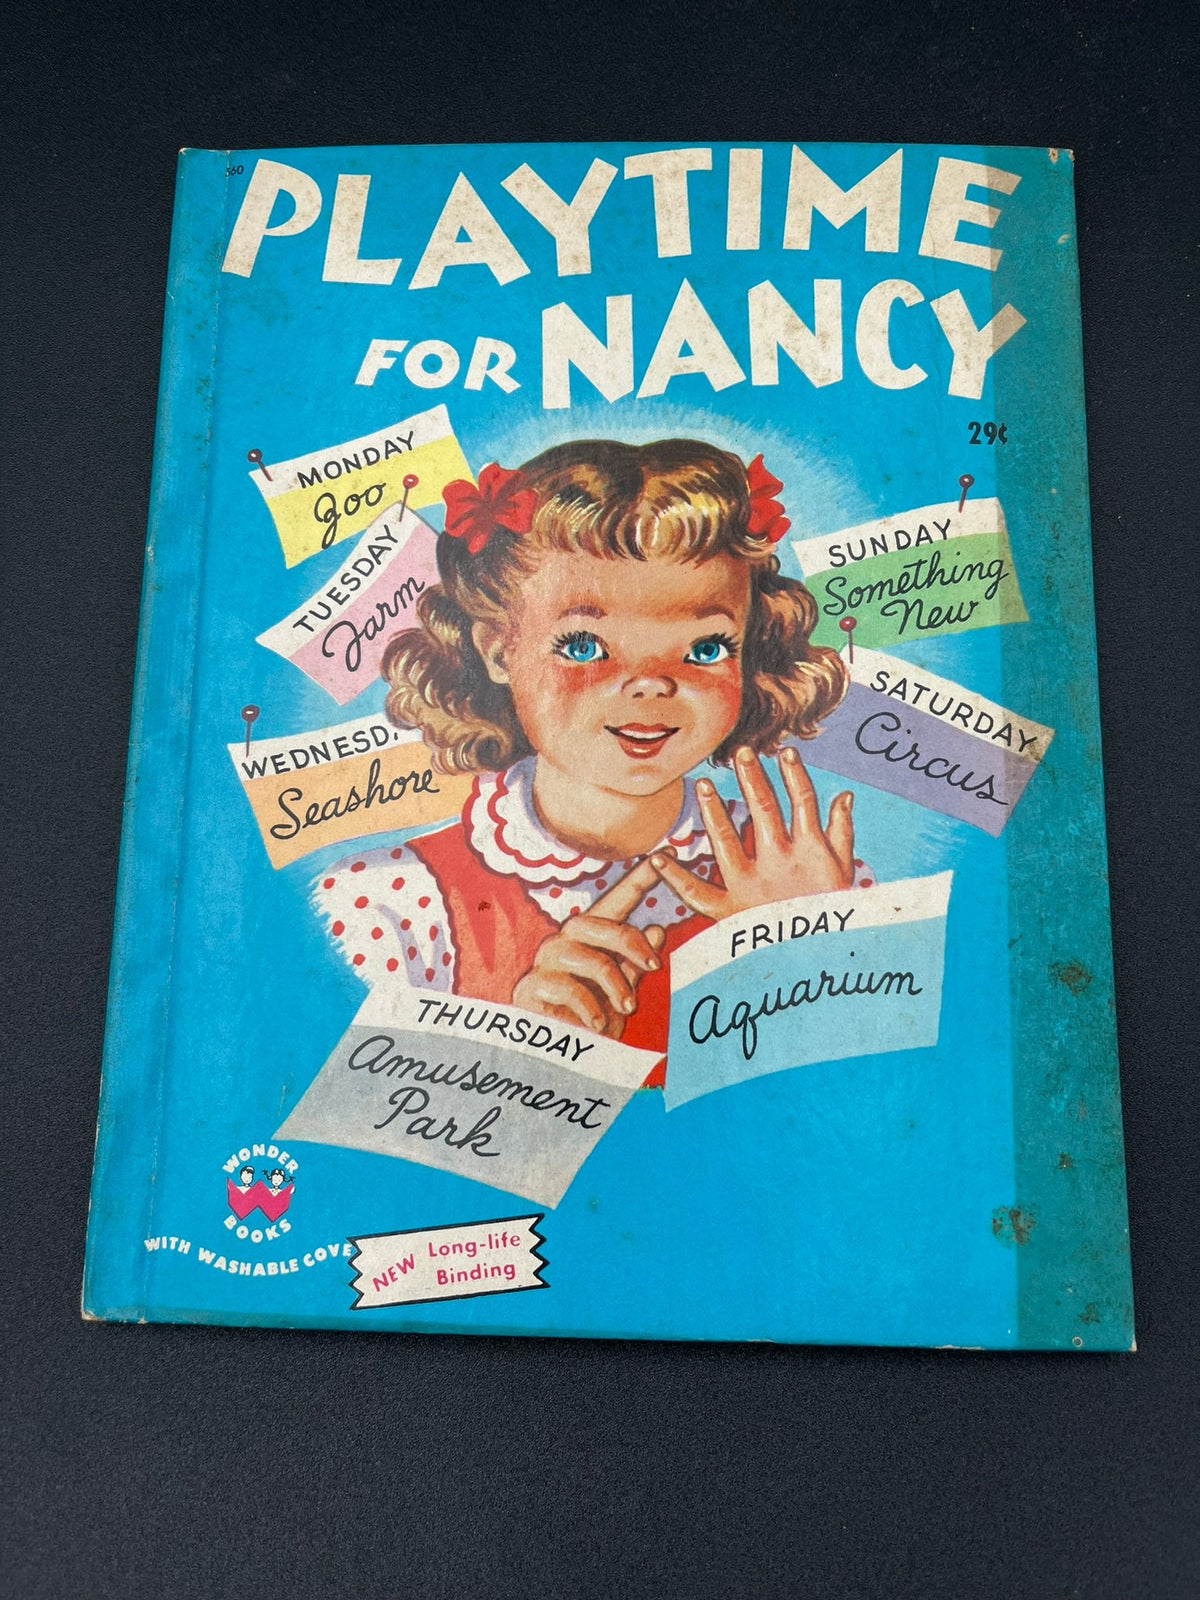 560
PLAYTIME
FOR NANCY
29¢
MONDAY
Zoo
TUESDAY
Farm
WEDNESD
Seashore
THURSDAY
Amusement
Park
FRIDAY
Aquarium
SATURDAY
Circus
SUNDAY
Something
New
WONDER
BOOKS
WITH WASHABLE COVE
NEW Long-life
Binding